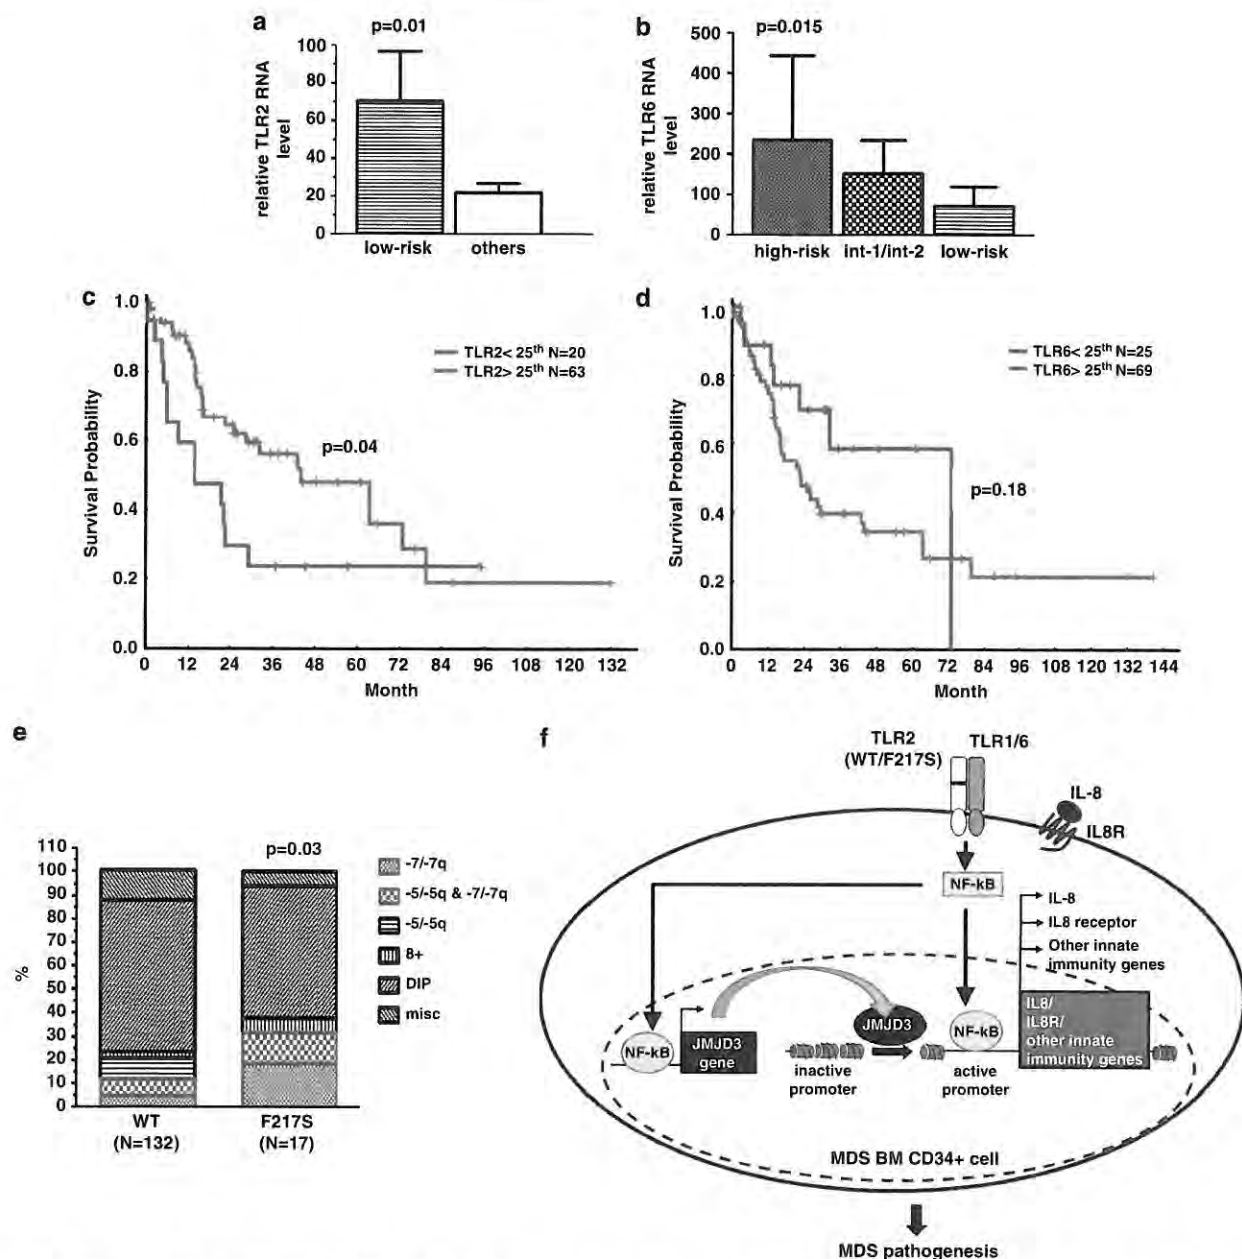 a
p=0.01
relative TLR2 RNA
level
100
80
60
40
20
0
low-risk others
b
p=0.015
relative TLR6 RNA
level
500
400
300
200
100
0
high-risk int-1/int-2 low-risk
c
Survival Probability
1.0
0.8
0.6
0.4
0.2
0.0
TLR2< 25th N=20
TLR2> 25th N=63
p=0.04
0 12 24 36 48 60 72 84 96 108 120 132
Month
d
Survival Probability
1.0
0.8
0.6
0.4
0.2
0.0
TLR6< 25th N=25
TLR6> 25th N=69
p=0.18
0 12 24 36 48 60 72 84 96 108 120 132 144
Month
e
%
110
100
90
80
70
60
50
40
30
20
10
0
p=0.03
WT F217S
(N=132) (N=17)
-7/-7q
-5/-5q & -7/-7q
-5/-5q
8+
DIP
misc
f
TLR2 TLR1/6
(WT/F217S)
IL-8
IL8R
NF-kB
IL-8
IL8 receptor
Other innate
immunity genes
NF-kB
JMJD3
gene
JMJD3
inactive
promoter
NF-kB
active
promoter
IL8/
IL8R/
other innate
immunity genes
MDS BM CD34+ cell
MDS pathogenesis